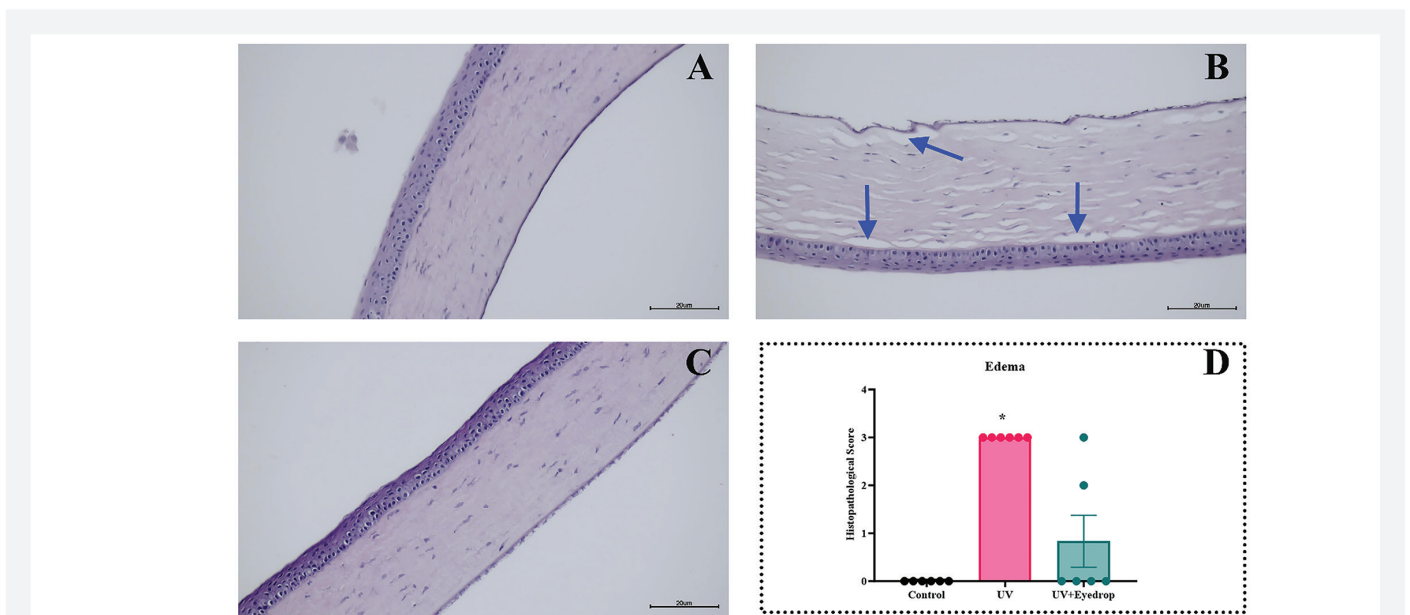 A
B
20um
20um
C
D
Edema
*
Histopathological Score
4
3
2
1
0
Control
UV
UV+Eyedrop
20um